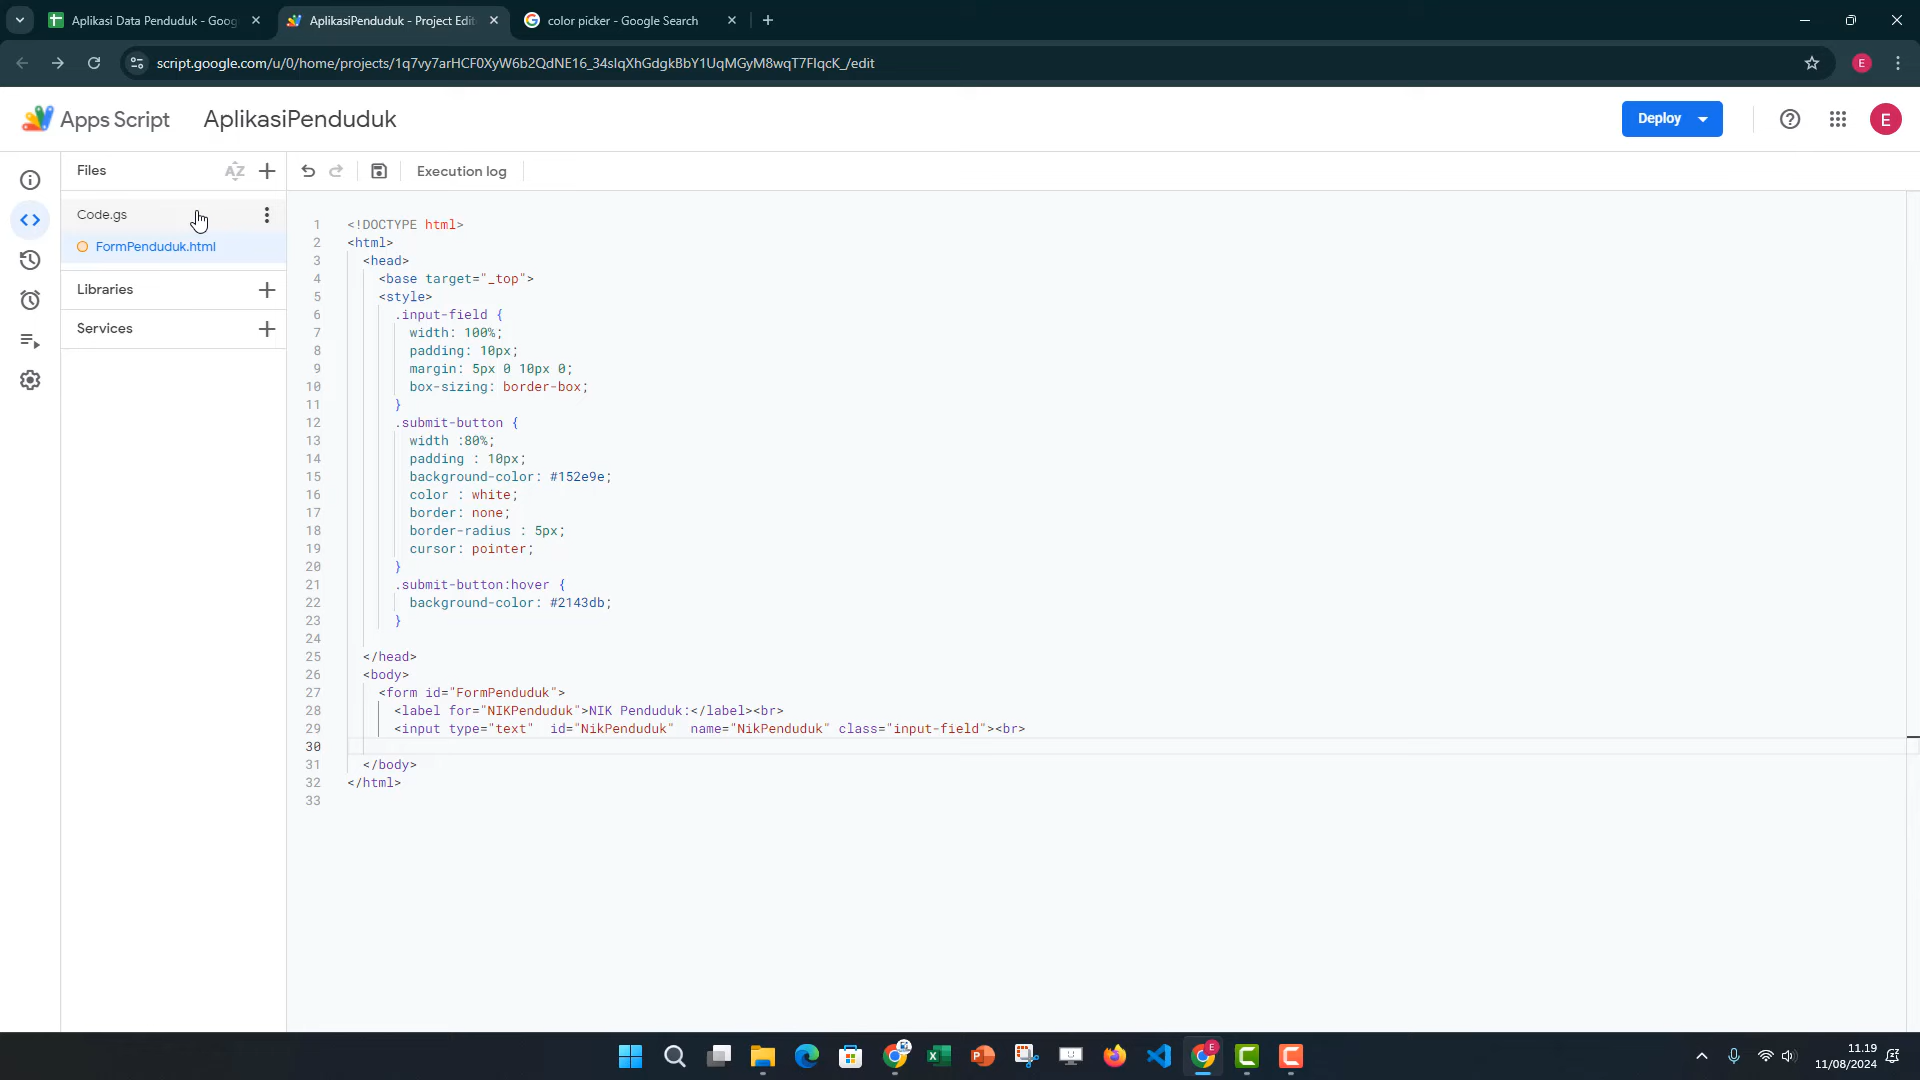 Aplikasi Data Penduduk - Goog
AplikasiPenduduk - Project Edit
color picker - Google Search
script.google.com/u/0/home/projects/1q7vy7arHCF0XyW6b2QdNE16_34slqXhGdgkBbY1UqMGyM8wqT7FIqcK_/edit
E
Apps Script
AplikasiPenduduk
Deploy
E
Files
AZ
Execution log
Code.gs
FormPenduduk.html
Libraries
Services
1 <!DOCTYPE html>
2 <html>
3 <head>
4 <base target="_top">
5 <style>
6 .input-field {
7 width: 100%;
8 padding: 10px;
9 margin: 5px 0 10px 0;
10 box-sizing: border-box;
11 }
12 .submit-button {
13 width :80%;
14 padding : 10px;
15 background-color: #152e9e;
16 color : white;
17 border: none;
18 border-radius : 5px;
19 cursor: pointer;
20 }
21 .submit-button:hover {
22 background-color: #2143db;
23 }
24
25 </head>
26 <body>
27 <form id="FormPenduduk">
28 <label for="NIKPenduduk">NIK Penduduk:</label><br>
29 <input type="text"  id="NikPenduduk"  name="NikPenduduk" class="input-field"><br>
30
31 </body>
32 </html>
33
E
11.19
11/08/2024